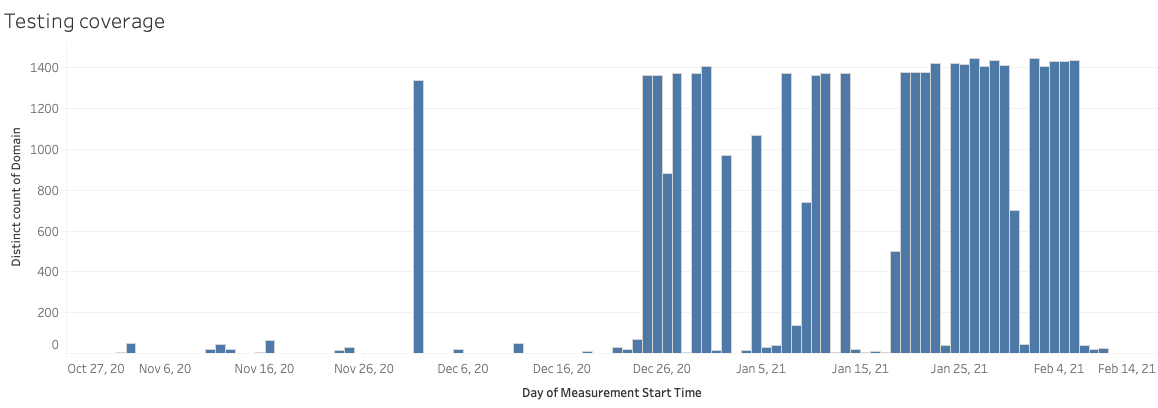 Testing coverage
Distinct count of Domain
1400
1200
1000
800
600
400
200
0
Oct 27, 20 Nov 6, 20 Nov 16, 20 Nov 26, 20 Dec 6, 20 Dec 16, 20 Dec 26, 20 Jan 5, 21 Jan 15, 21 Jan 25, 21 Feb 4, 21 Feb 14, 21
Day of Measurement Start Time